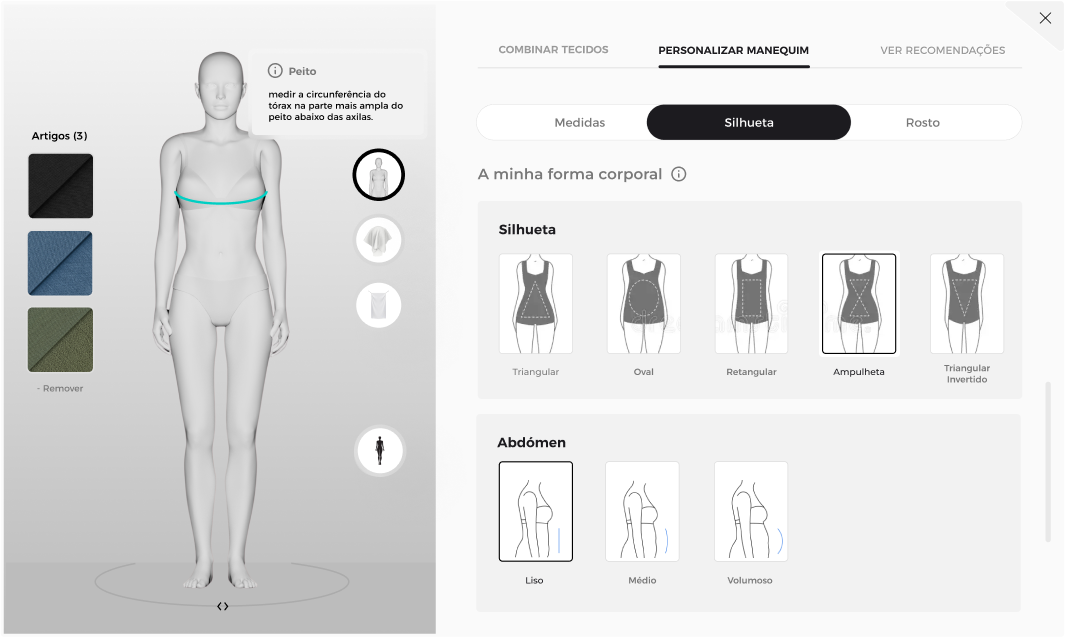 COMBINAR TECIDOS
PERSONALIZAR MANEQUIM
VER RECOMENDAÇÕES
Peito
medir a circunferência do
tórax na parte mais ampla do
peito abaixo das axilas.
Artigos (3)
- Remover
Medidas
Silhueta
Rosto
A minha forma corporal
Silhueta
Triangular
Oval
Retangular
Ampulheta
Triangular
Invertido
Abdómen
Liso
Médio
Volumoso